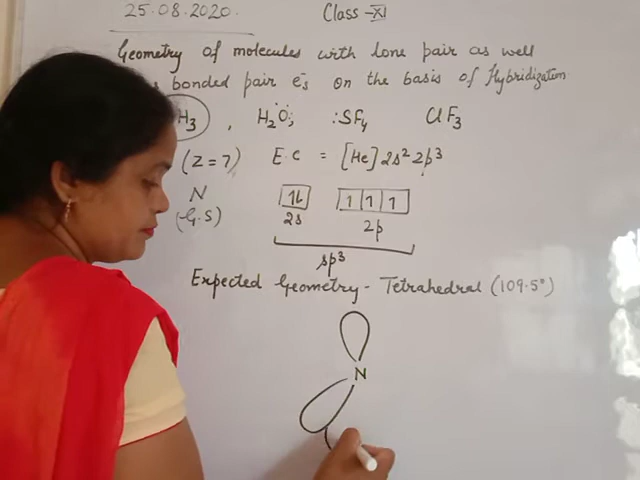 25.08.2020. Class-XI
Geometry of molecules with lone pair as well
bonded pair e⁻s on the basis of Hybridization
H₃ , H₂Ö; :SF₄ ClF₃
(Z=7) E.C = [He] 2s² 2p³
N 1L 1 1 1
(G.S) 2s 2p
sp³
Expected Geometry - Tetrahedral (109.5°)
N